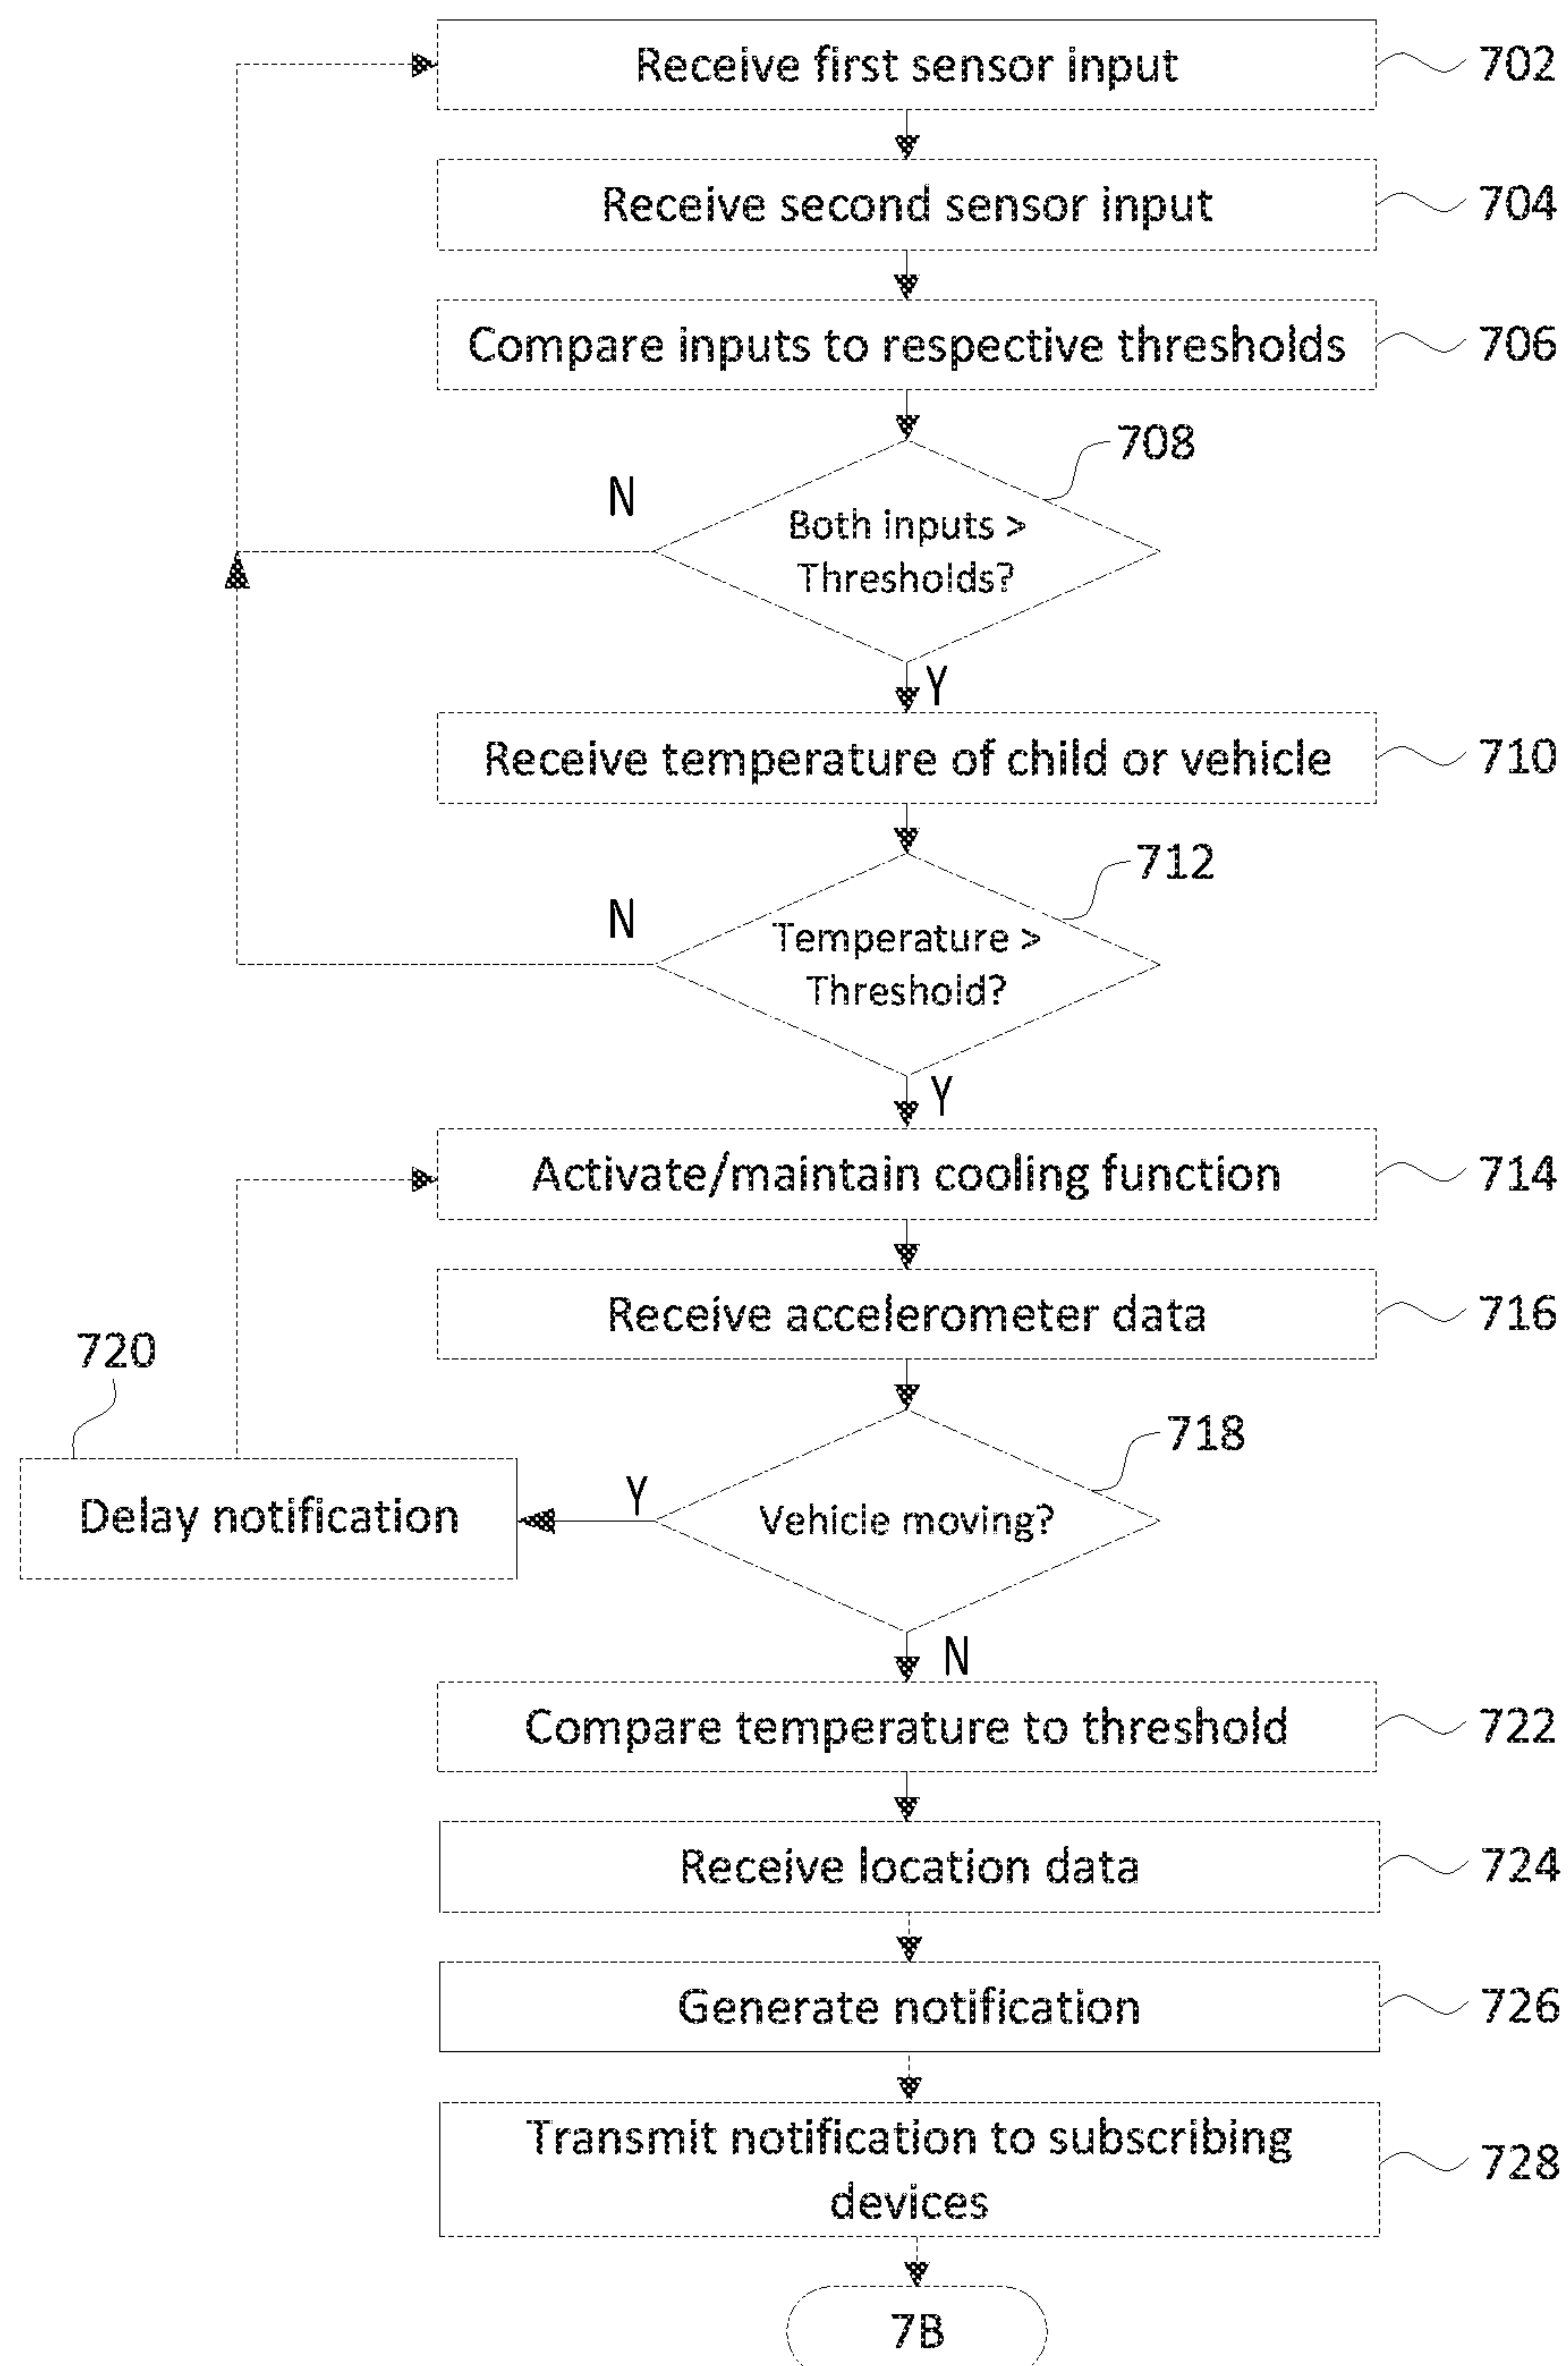 Receive first sensor input
702
Receive second sensor input
704
Compare inputs to respective thresholds
706
708
N
Both inputs >
Thresholds?
Y
Receive temperature of child or vehicle
710
712
N
Temperature >
Threshold?
Y
Activate/maintain cooling function
714
Receive accelerometer data
716
720
718
Delay notification
Y
Vehicle moving?
N
Compare temperature to threshold
722
Receive location data
724
Generate notification
726
Transmit notification to subscribing
devices
728
7B